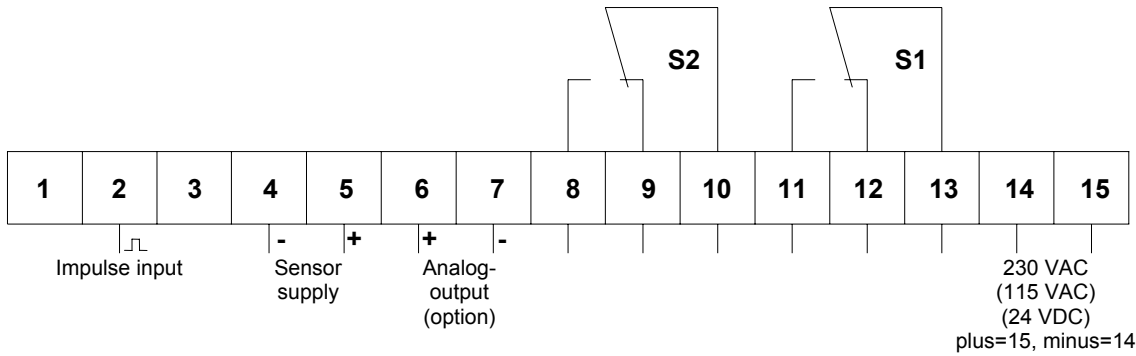 S2 S1
1 2 3 4 5 6 7 8 9 10 11 12 13 14 15
- + + -
Impulse input
Sensor
supply
Analog-
output
(option)
230 VAC
(115 VAC)
(24 VDC)
plus=15, minus=14